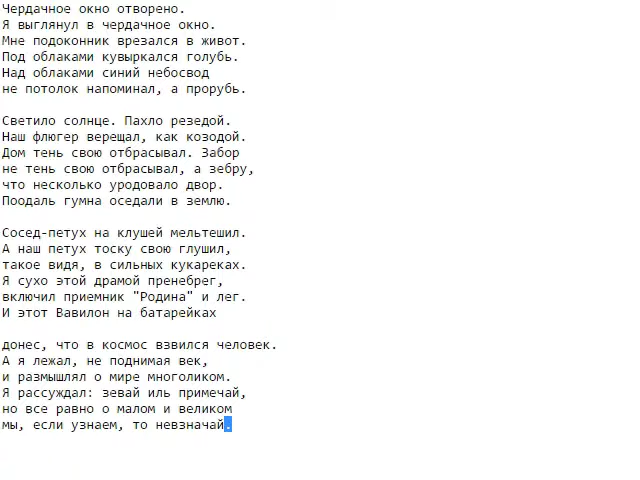 Чердачное окно отворено.
Я выглянул в чердачное окно.
Мне подоконник врезался в живот.
Под облаками кувыркался голубь.
Над облаками синий небосвод
не потолок напоминал, а прорубь.

Светило солнце. Пахло резедой.
Наш флюгер верещал, как козодой.
Дом тень свою отбрасывал. Забор
не тень свою отбрасывал, а зебру,
что несколько уродовало двор.
Поодаль гумна оседали в землю.

Сосед-петух на клушей мельтешил.
А наш петух тоску свою глушил,
такое видя, в сильных кукареках.
Я сухо этой драмой пренебрег,
включил приемник "Родина" и лег.
И этот Вавилон на батарейках

донес, что в космос взвился человек.
А я лежал, не поднимая век,
и размышлял о мире многоликом.
Я рассуждал: зевай иль примечай,
но все равно о малом и великом
мы, если узнаем, то невзначай.